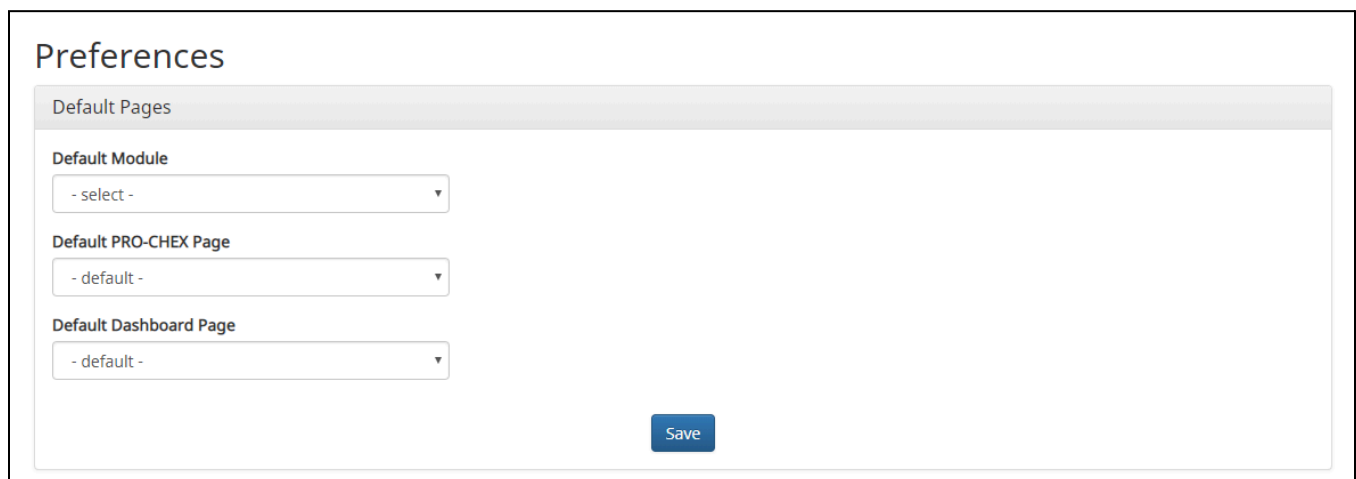 Preferences
Default Pages
Default Module
- select -
Default PRO-CHEX Page
- default -
Default Dashboard Page
- default -
Save